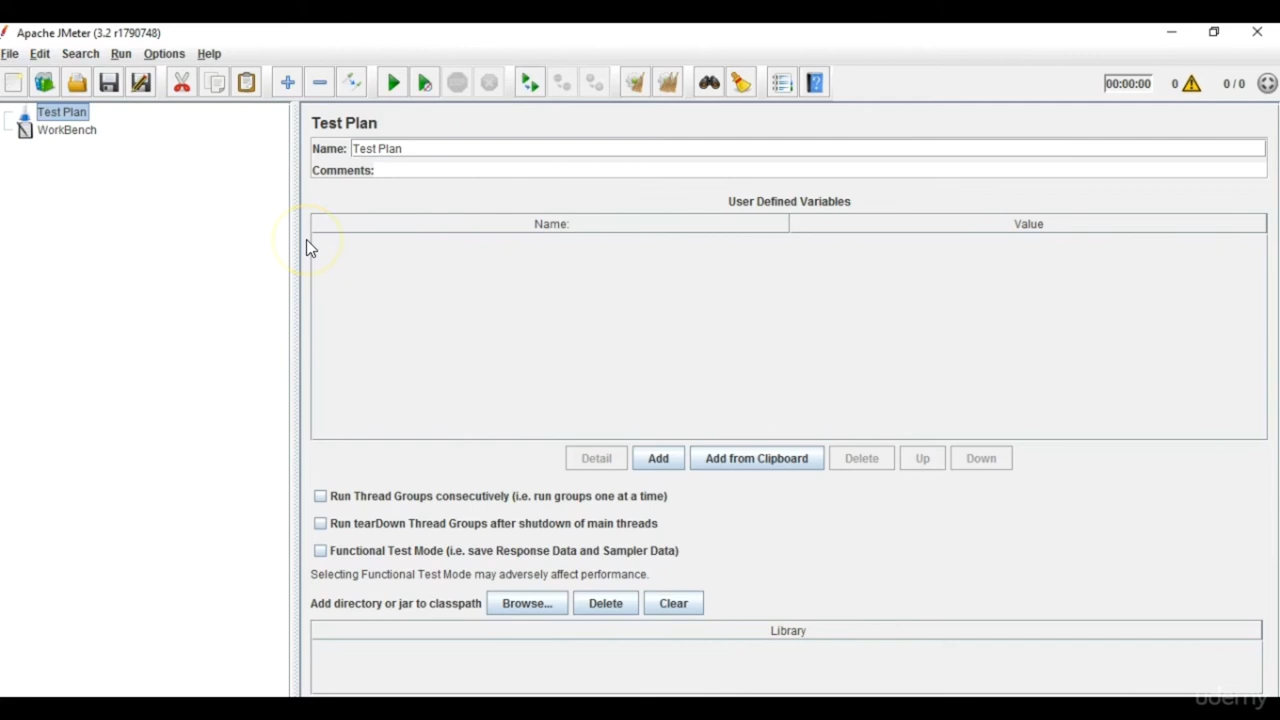 Apache JMeter (3.2 r1790748)
File Edit Search Run Options Help
00:00:00 0 0 / 0
Test Plan
WorkBench
Test Plan
Name: Test Plan
Comments:
User Defined Variables
Name: Value
Detail Add Add from Clipboard Delete Up Down
Run Thread Groups consecutively (i.e. run groups one at a time)
Run tearDown Thread Groups after shutdown of main threads
Functional Test Mode (i.e. save Response Data and Sampler Data)
Selecting Functional Test Mode may adversely affect performance.
Add directory or jar to classpath Browse... Delete Clear
Library
udemy